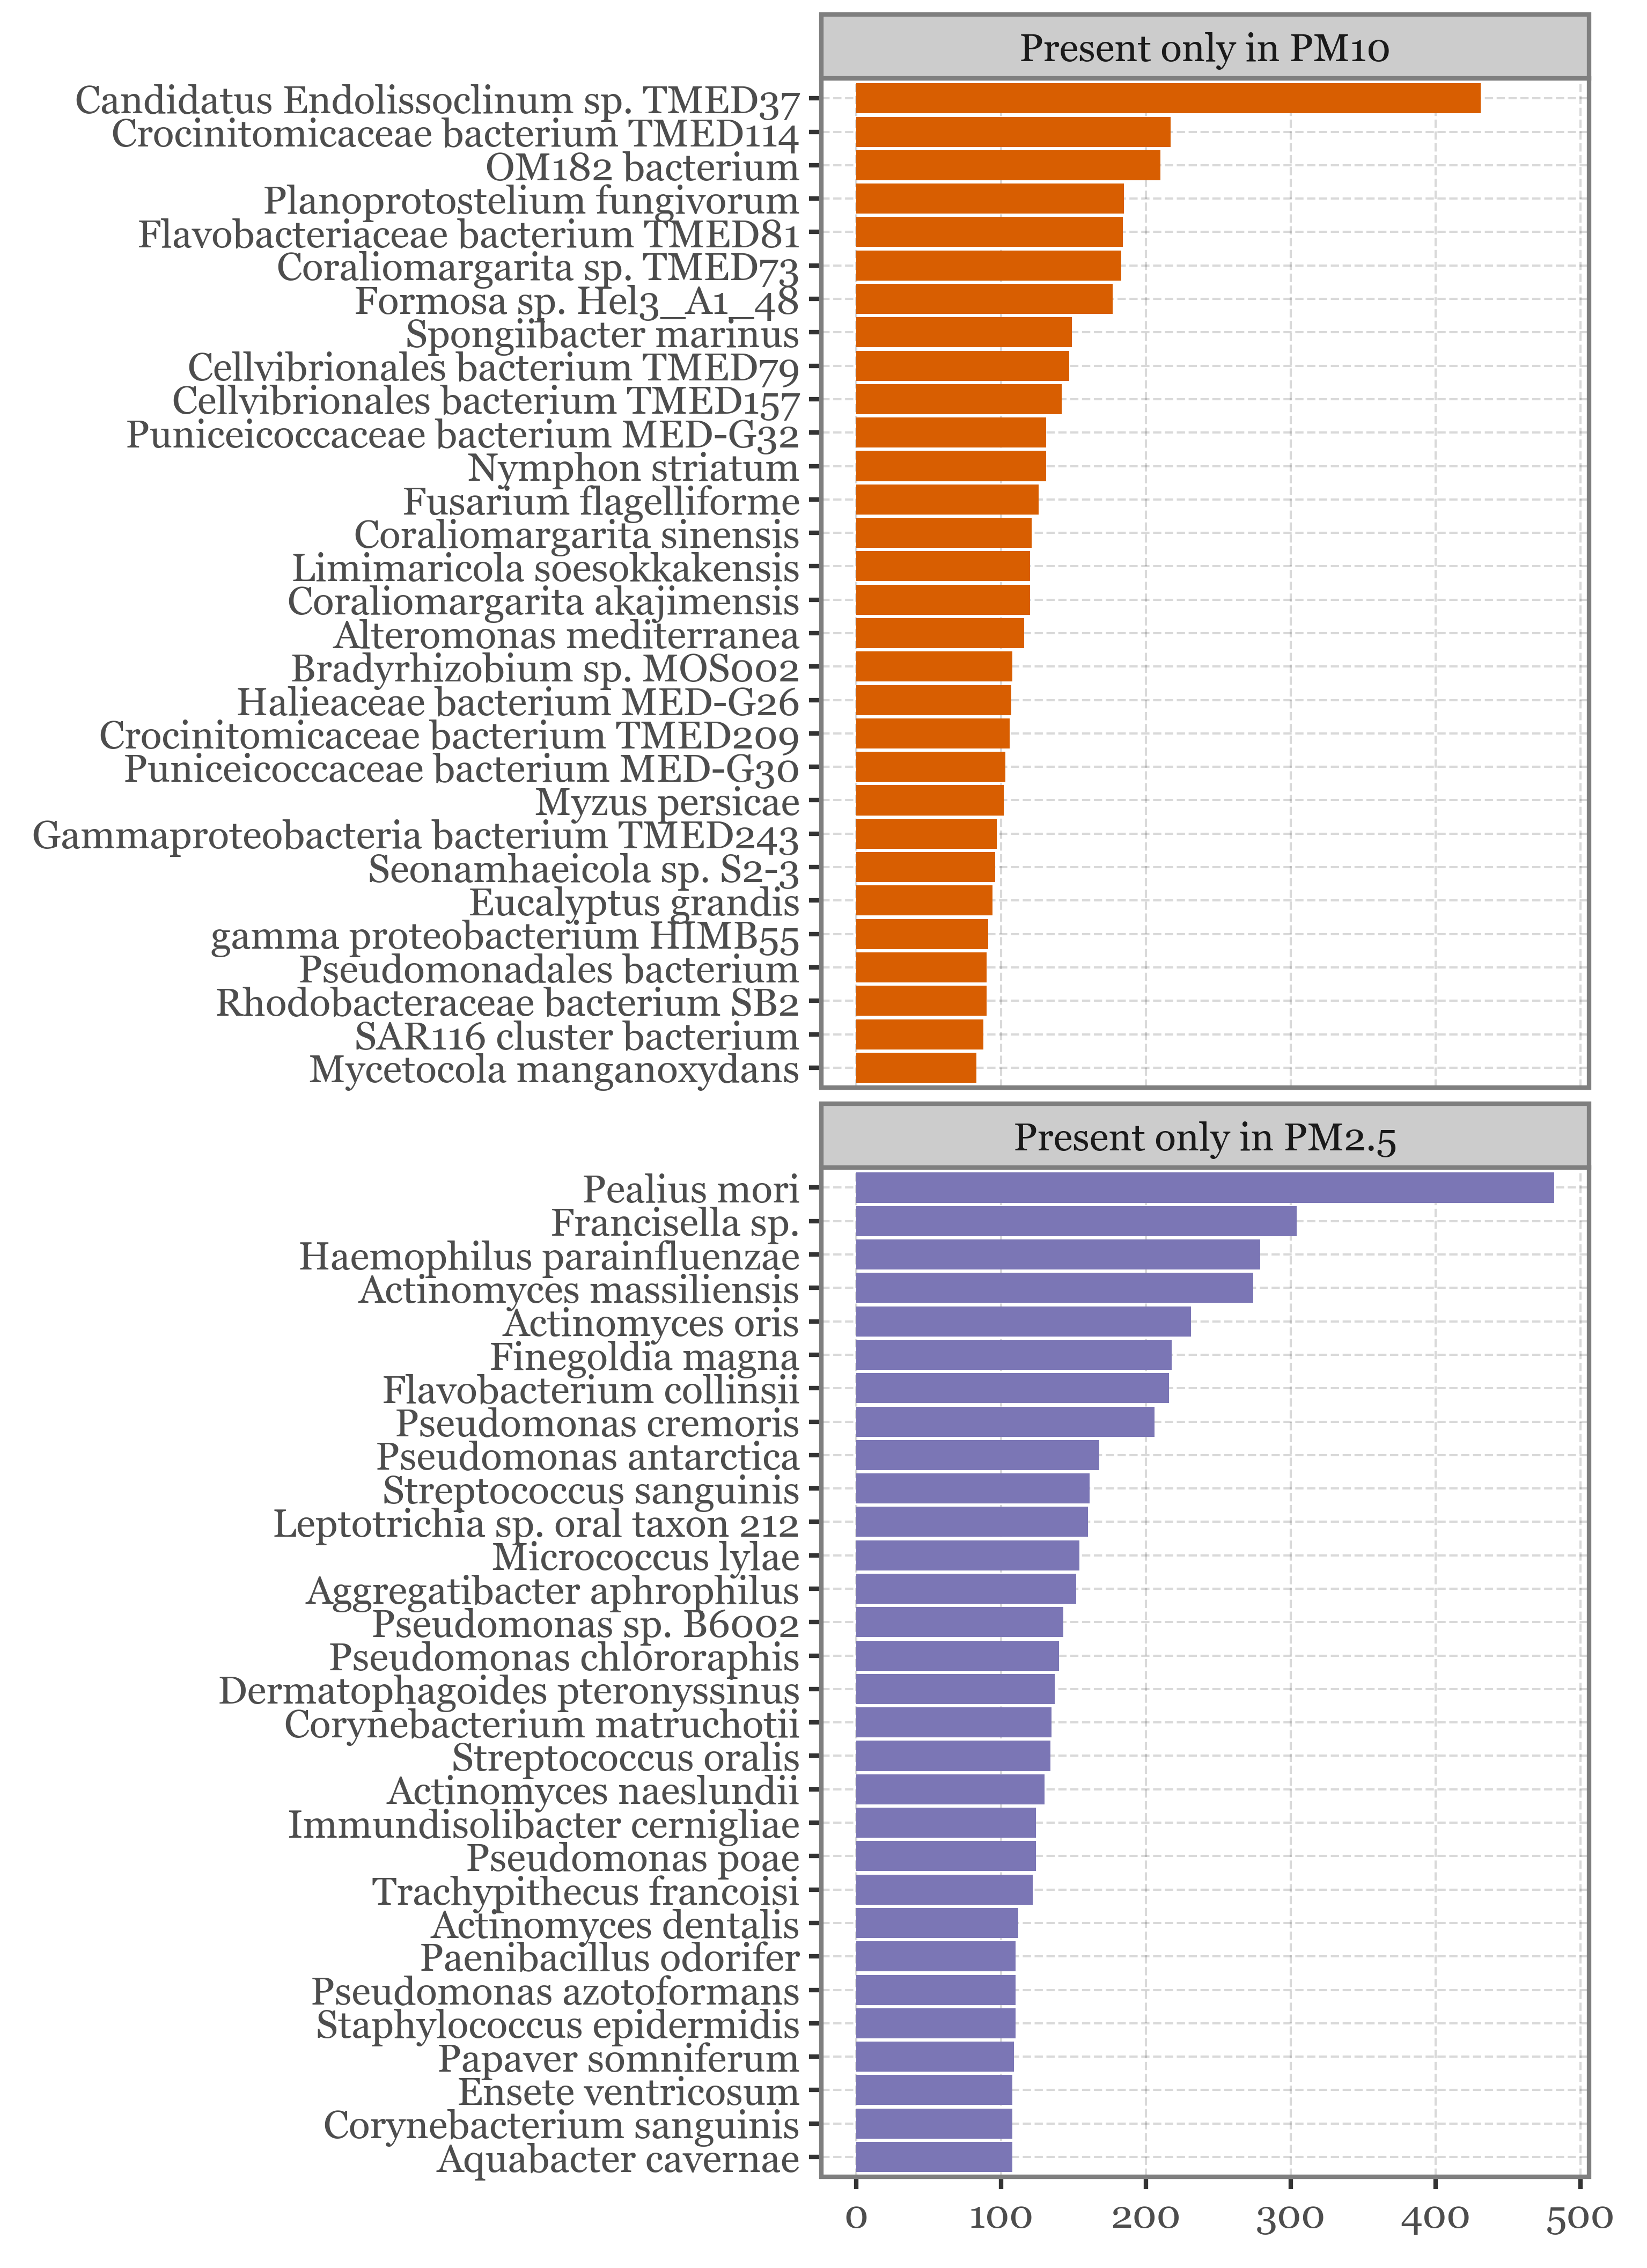 Present only in PM10
Candidatus Endolissoclinum sp. TMED37
Crocinitomicaceae bacterium TMED114
OM182 bacterium
Planoprotostelium fungivorum
Flavobacteriaceae bacterium TMED81
Coraliomargarita sp. TMED73
Formosa sp. Hel3_A1_48
Spongiibacter marinus
Cellvibrionales bacterium TMED79
Cellvibrionales bacterium TMED157
Puniceicoccaceae bacterium MED-G32
Nymphon striatum
Fusarium flagelliforme
Coraliomargarita sinensis
Limimaricola soesokkakensis
Coraliomargarita akajimensis
Alteromonas mediterranea
Bradyrhizobium sp. MOS002
Halieaceae bacterium MED-G26
Crocinitomicaceae bacterium TMED209
Puniceicoccaceae bacterium MED-G30
Myzus persicae
Gammaproteobacteria bacterium TMED243
Seonamhaeicola sp. S2-3
Eucalyptus grandis
gamma proteobacterium HIMB55
Pseudomonadales bacterium
Rhodobacteraceae bacterium SB2
SAR116 cluster bacterium
Mycetocola manganoxydans
Present only in PM2.5
Pealius mori
Francisella sp.
Haemophilus parainfluenzae
Actinomyces massiliensis
Actinomyces oris
Finegoldia magna
Flavobacterium collinsii
Pseudomonas cremoris
Pseudomonas antarctica
Streptococcus sanguinis
Leptotrichia sp. oral taxon 212
Micrococcus lylae
Aggregatibacter aphrophilus
Pseudomonas sp. B6002
Pseudomonas chlororaphis
Dermatophagoides pteronyssinus
Corynebacterium matruchotii
Streptococcus oralis
Actinomyces naeslundii
Immundisolibacter cernigliae
Pseudomonas poae
Trachypithecus francoisi
Actinomyces dentalis
Paenibacillus odorifer
Pseudomonas azotoformans
Staphylococcus epidermidis
Papaver somniferum
Ensete ventricosum
Corynebacterium sanguinis
Aquabacter cavernae
0 100 200 300 400 500